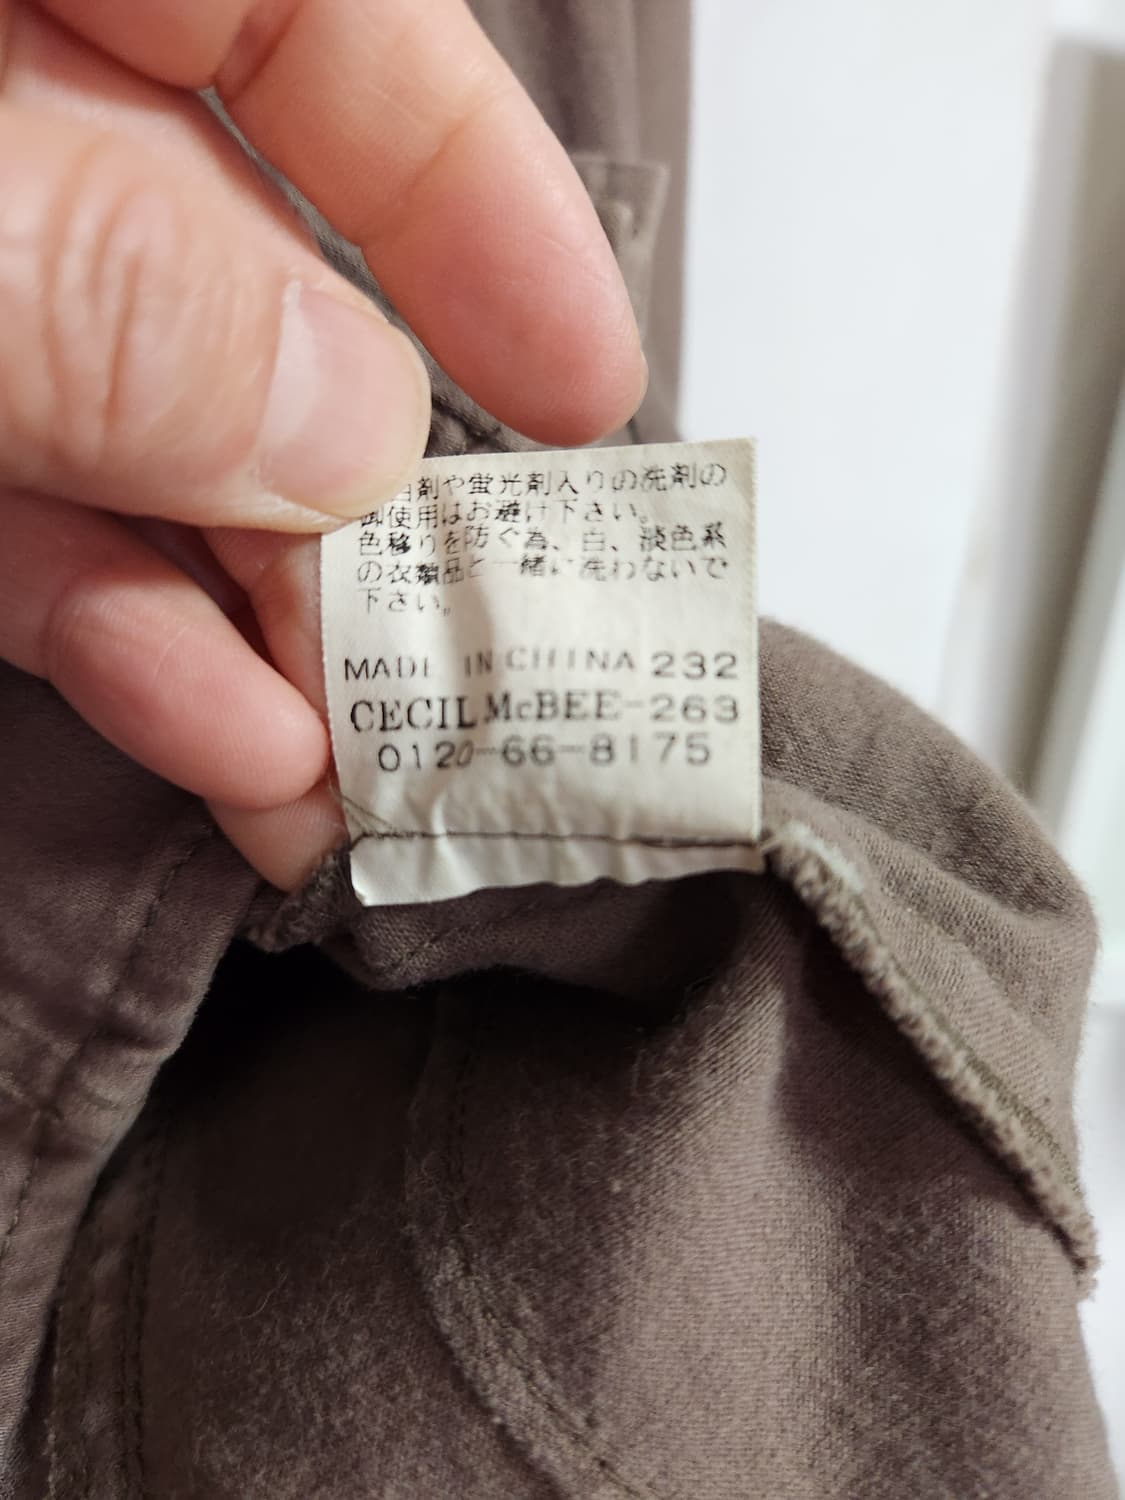 白剤や蛍光剤入りの洗剤の
御使用はお避け下さい。
色移りを防ぐ為、白、淡色系
の衣類品と一緒に洗わないで
下さい。
MADE IN CHINA 232
CECIL McBEE-263
0120-66-8175